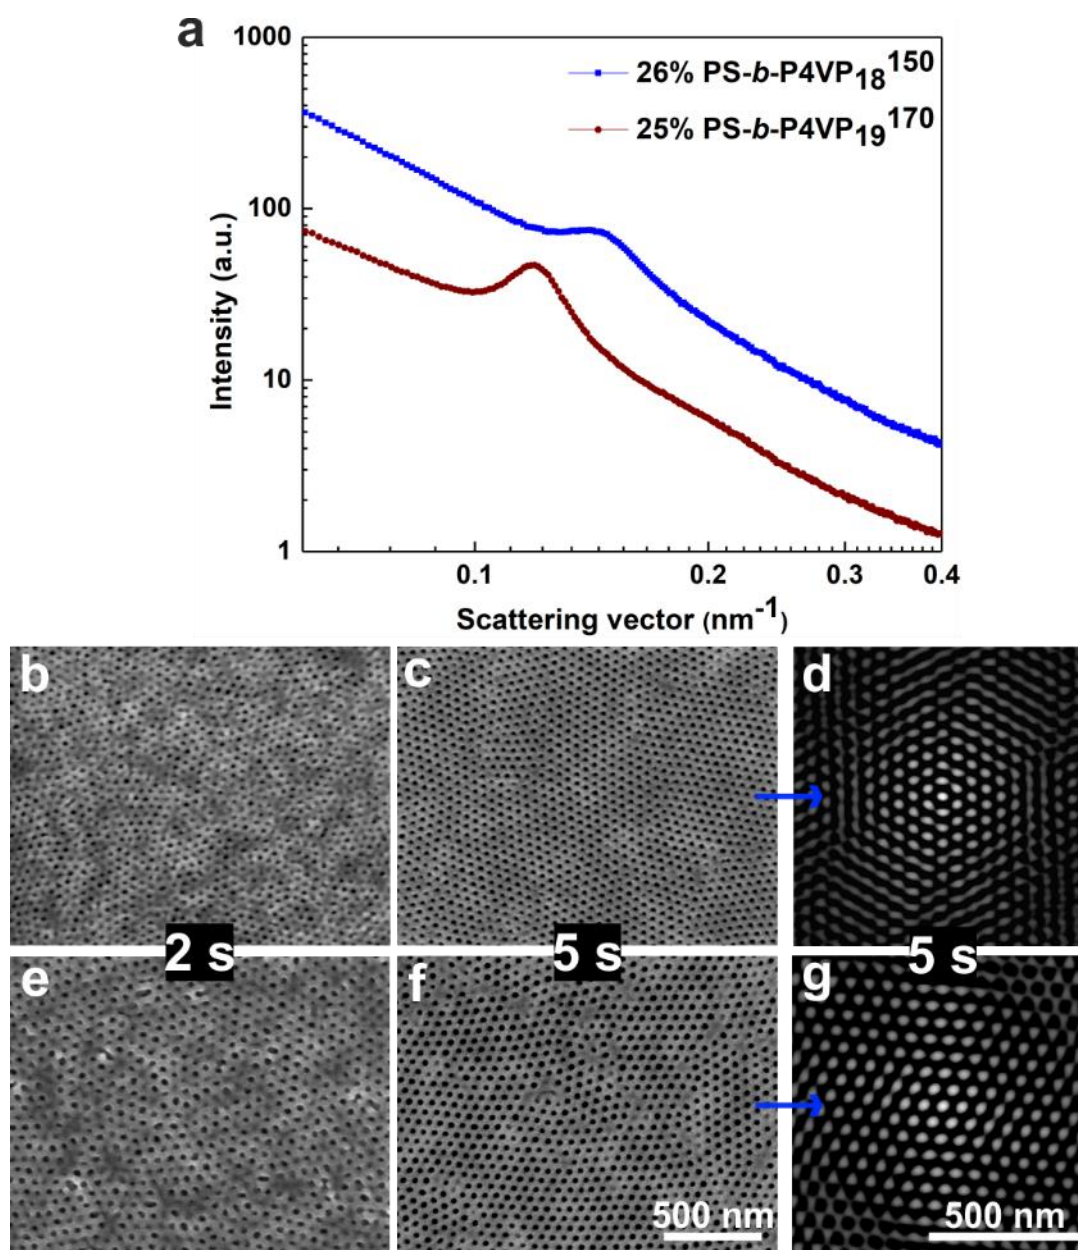 a
1000
100
10
1
Intensity (a.u.)
26% PS-b-P4VP₁₈¹⁵⁰
25% PS-b-P4VP₁₉¹⁷⁰
0.1 0.2 0.3 0.4
Scattering vector (nm⁻¹)
b c d
2 s 5 s 5 s
e f g
500 nm 500 nm